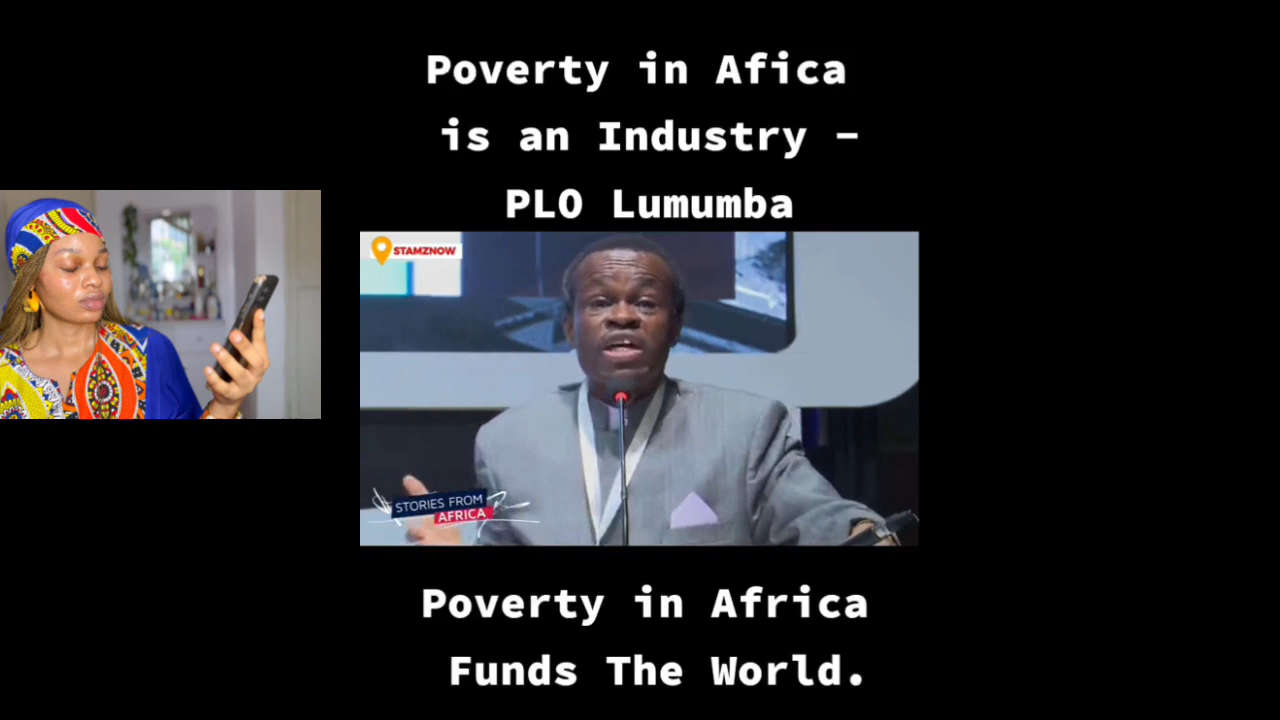 Poverty in Afica
is an Industry -
PLO Lumumba
STAMZNOW
STORIES FROM
AFRICA
Poverty in Africa
Funds The World.